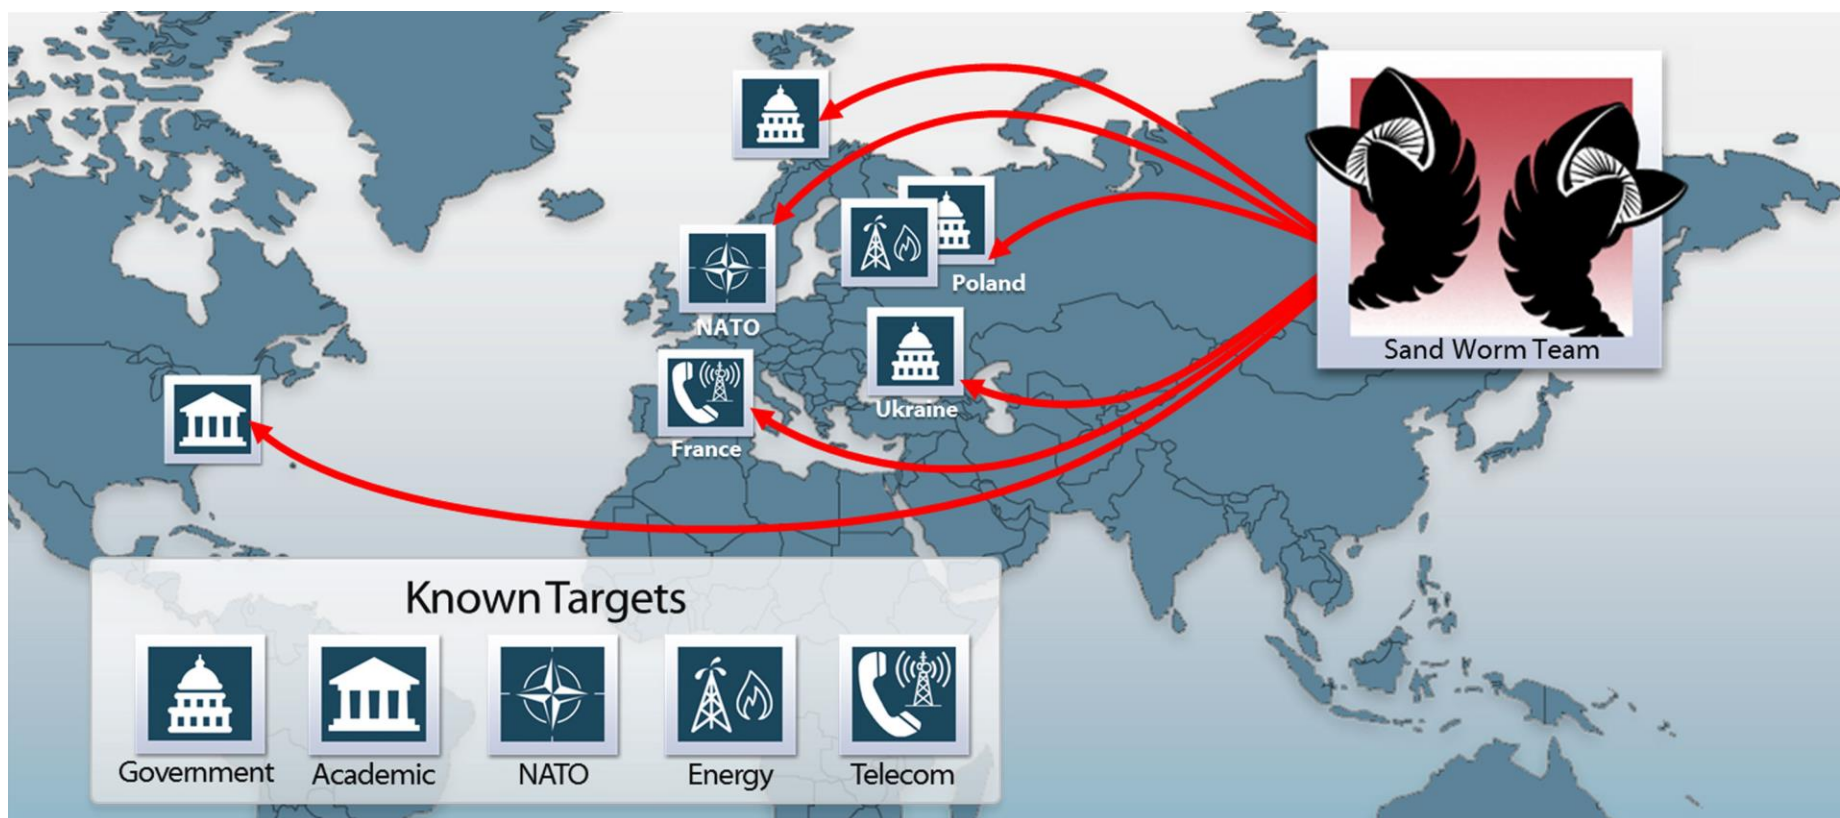 Poland
NATO
Sand Worm Team
Ukraine
France
Known Targets
Government
Academic
NATO
Energy
Telecom